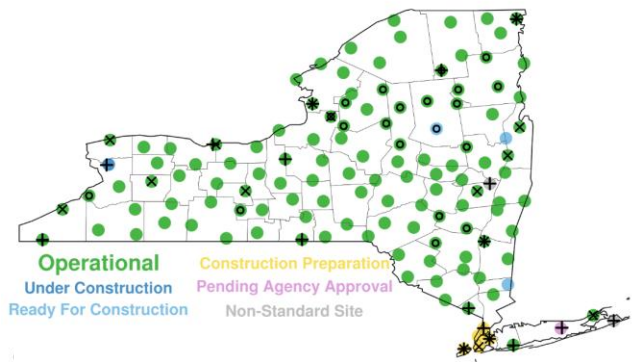 Operational
Construction Preparation
Under Construction
Pending Agency Approval
Ready For Construction
Non-Standard Site